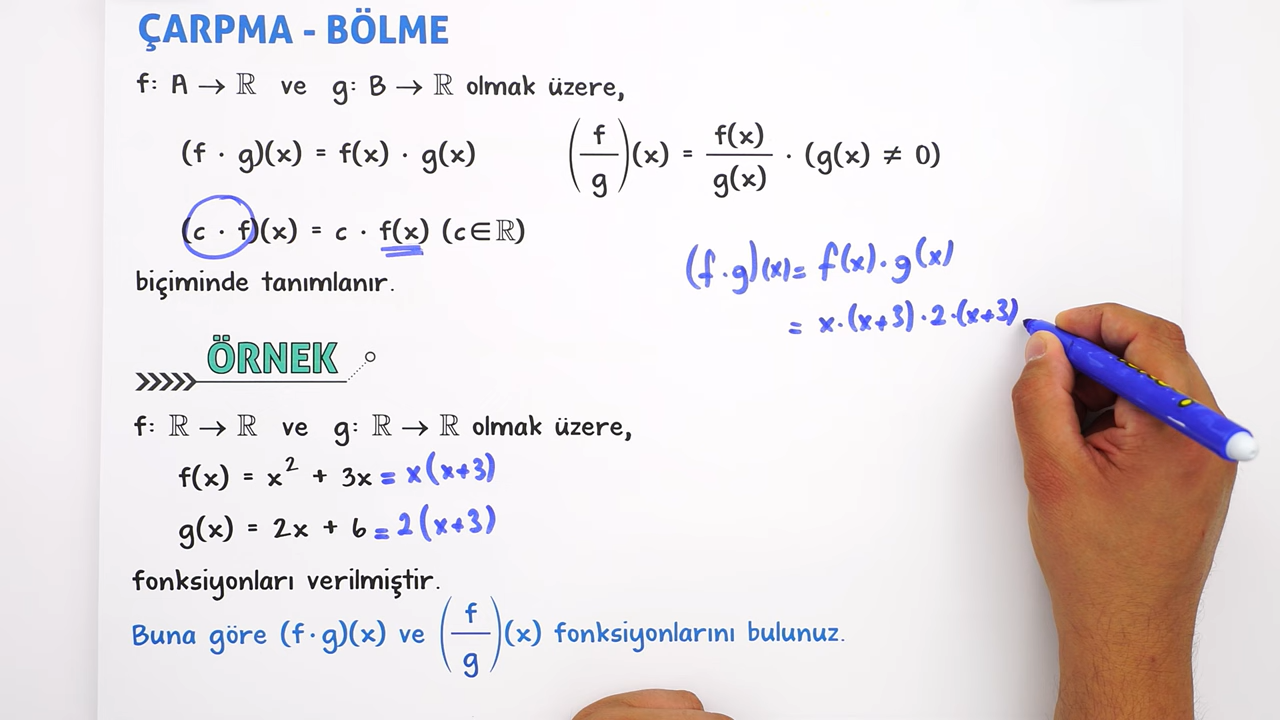 ÇARPMA - BÖLME
f: A → ℝ ve g: B → ℝ olmak üzere,
(f · g)(x) = f(x) · g(x) (f/g)(x) = f(x)/g(x) · (g(x) ≠ 0)
(c · f)(x) = c · f(x) (c∈ℝ)
biçiminde tanımlanır.
(f·g)(x) = f(x)·g(x)
= x·(x+3)·2·(x+3)
ÖRNEK
f: ℝ → ℝ ve g: ℝ → ℝ olmak üzere,
f(x) = x² + 3x = x(x+3)
g(x) = 2x + 6 = 2(x+3)
fonksiyonları verilmiştir.
Buna göre (f·g)(x) ve (f/g)(x) fonksiyonlarını bulunuz.